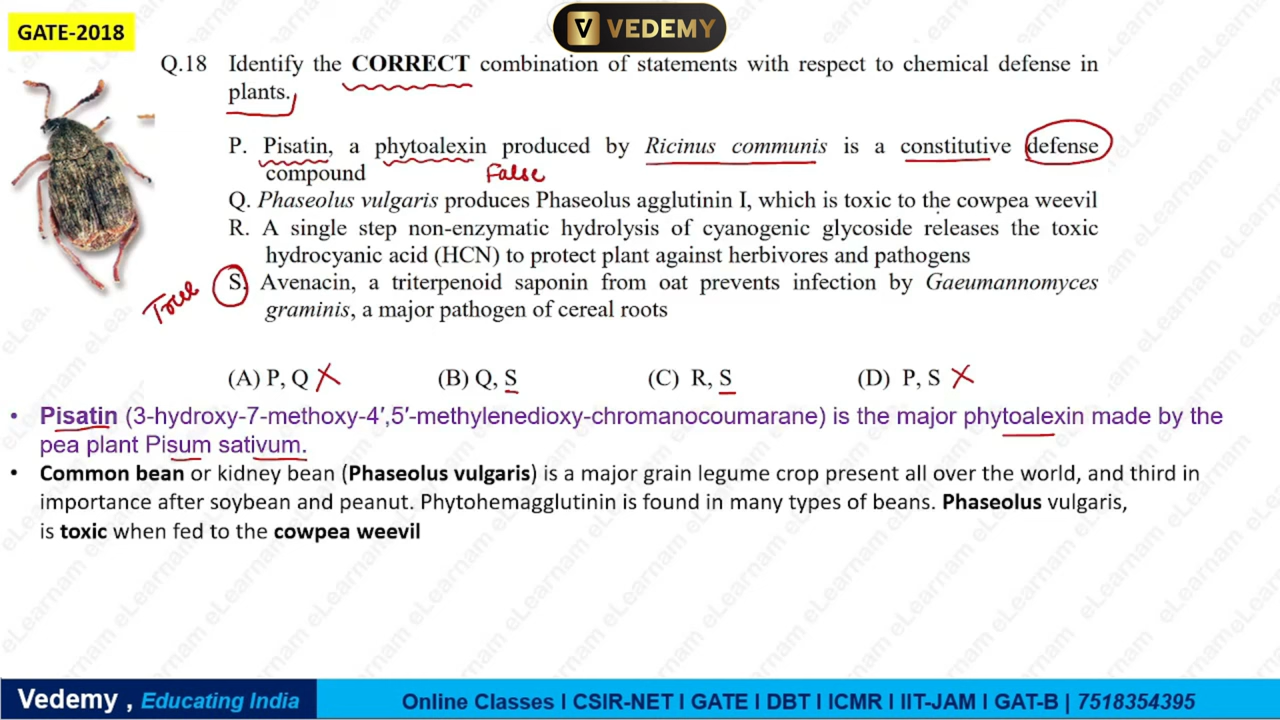 GATE-2018
VEDEMY
Q.18 Identify the CORRECT combination of statements with respect to chemical defense in
plants.
P. Pisatin, a phytoalexin produced by Ricinus communis is a constitutive defense
compound
False
Q. Phaseolus vulgaris produces Phaseolus agglutinin I, which is toxic to the cowpea weevil
R. A single step non-enzymatic hydrolysis of cyanogenic glycoside releases the toxic
hydrocyanic acid (HCN) to protect plant against herbivores and pathogens
True
S. Avenacin, a triterpenoid saponin from oat prevents infection by Gaeumannomyces
graminis, a major pathogen of cereal roots
(A) P, Q X (B) Q, S (C) R, S (D) P, S X
• Pisatin (3-hydroxy-7-methoxy-4′,5′-methylenedioxy-chromanocoumarane) is the major phytoalexin made by the
pea plant Pisum sativum.
• Common bean or kidney bean (Phaseolus vulgaris) is a major grain legume crop present all over the world, and third in
importance after soybean and peanut. Phytohemagglutinin is found in many types of beans. Phaseolus vulgaris,
is toxic when fed to the cowpea weevil
Vedemy , Educating India
Online Classes I CSIR-NET I GATE I DBT I ICMR I IIT-JAM I GAT-B | 7518354395
eLearnam eLearnam eLearnam